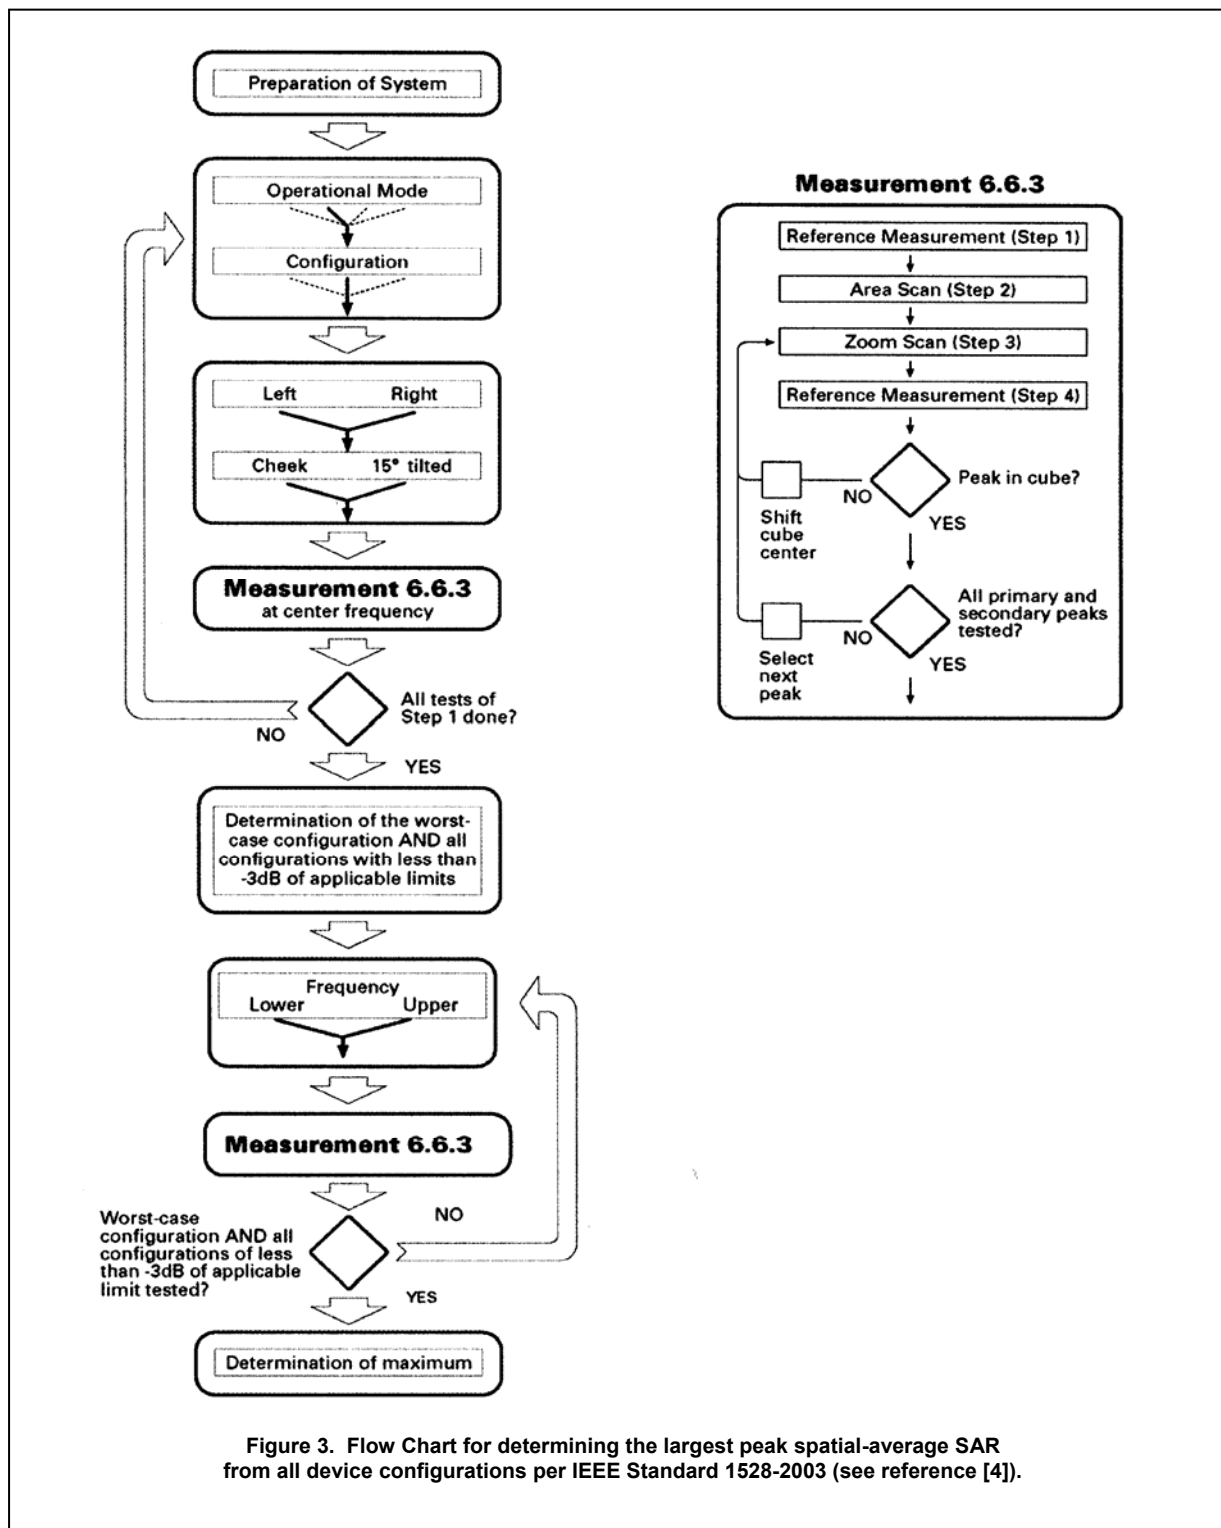 Preparation of System
Operational Mode
Configuration
Left Right
Cheek 15° tilted
Measurement 6.6.3
at center frequency
All tests of
Step 1 done?
NO
YES
Determination of the worst-
case configuration AND all
configurations with less than
-3dB of applicable limits
Frequency
Lower Upper
Measurement 6.6.3
NO
Worst-case
configuration AND all
configurations of less
than -3dB of applicable
limit tested?
YES
Determination of maximum
Measurement 6.6.3
Reference Measurement (Step 1)
Area Scan (Step 2)
Zoom Scan (Step 3)
Reference Measurement (Step 4)
Peak in cube?
NO
Shift
cube
center
YES
All primary and
secondary peaks
tested?
NO
Select
next
peak
YES
Figure 3. Flow Chart for determining the largest peak spatial-average SAR
from all device configurations per IEEE Standard 1528-2003 (see reference [4]).